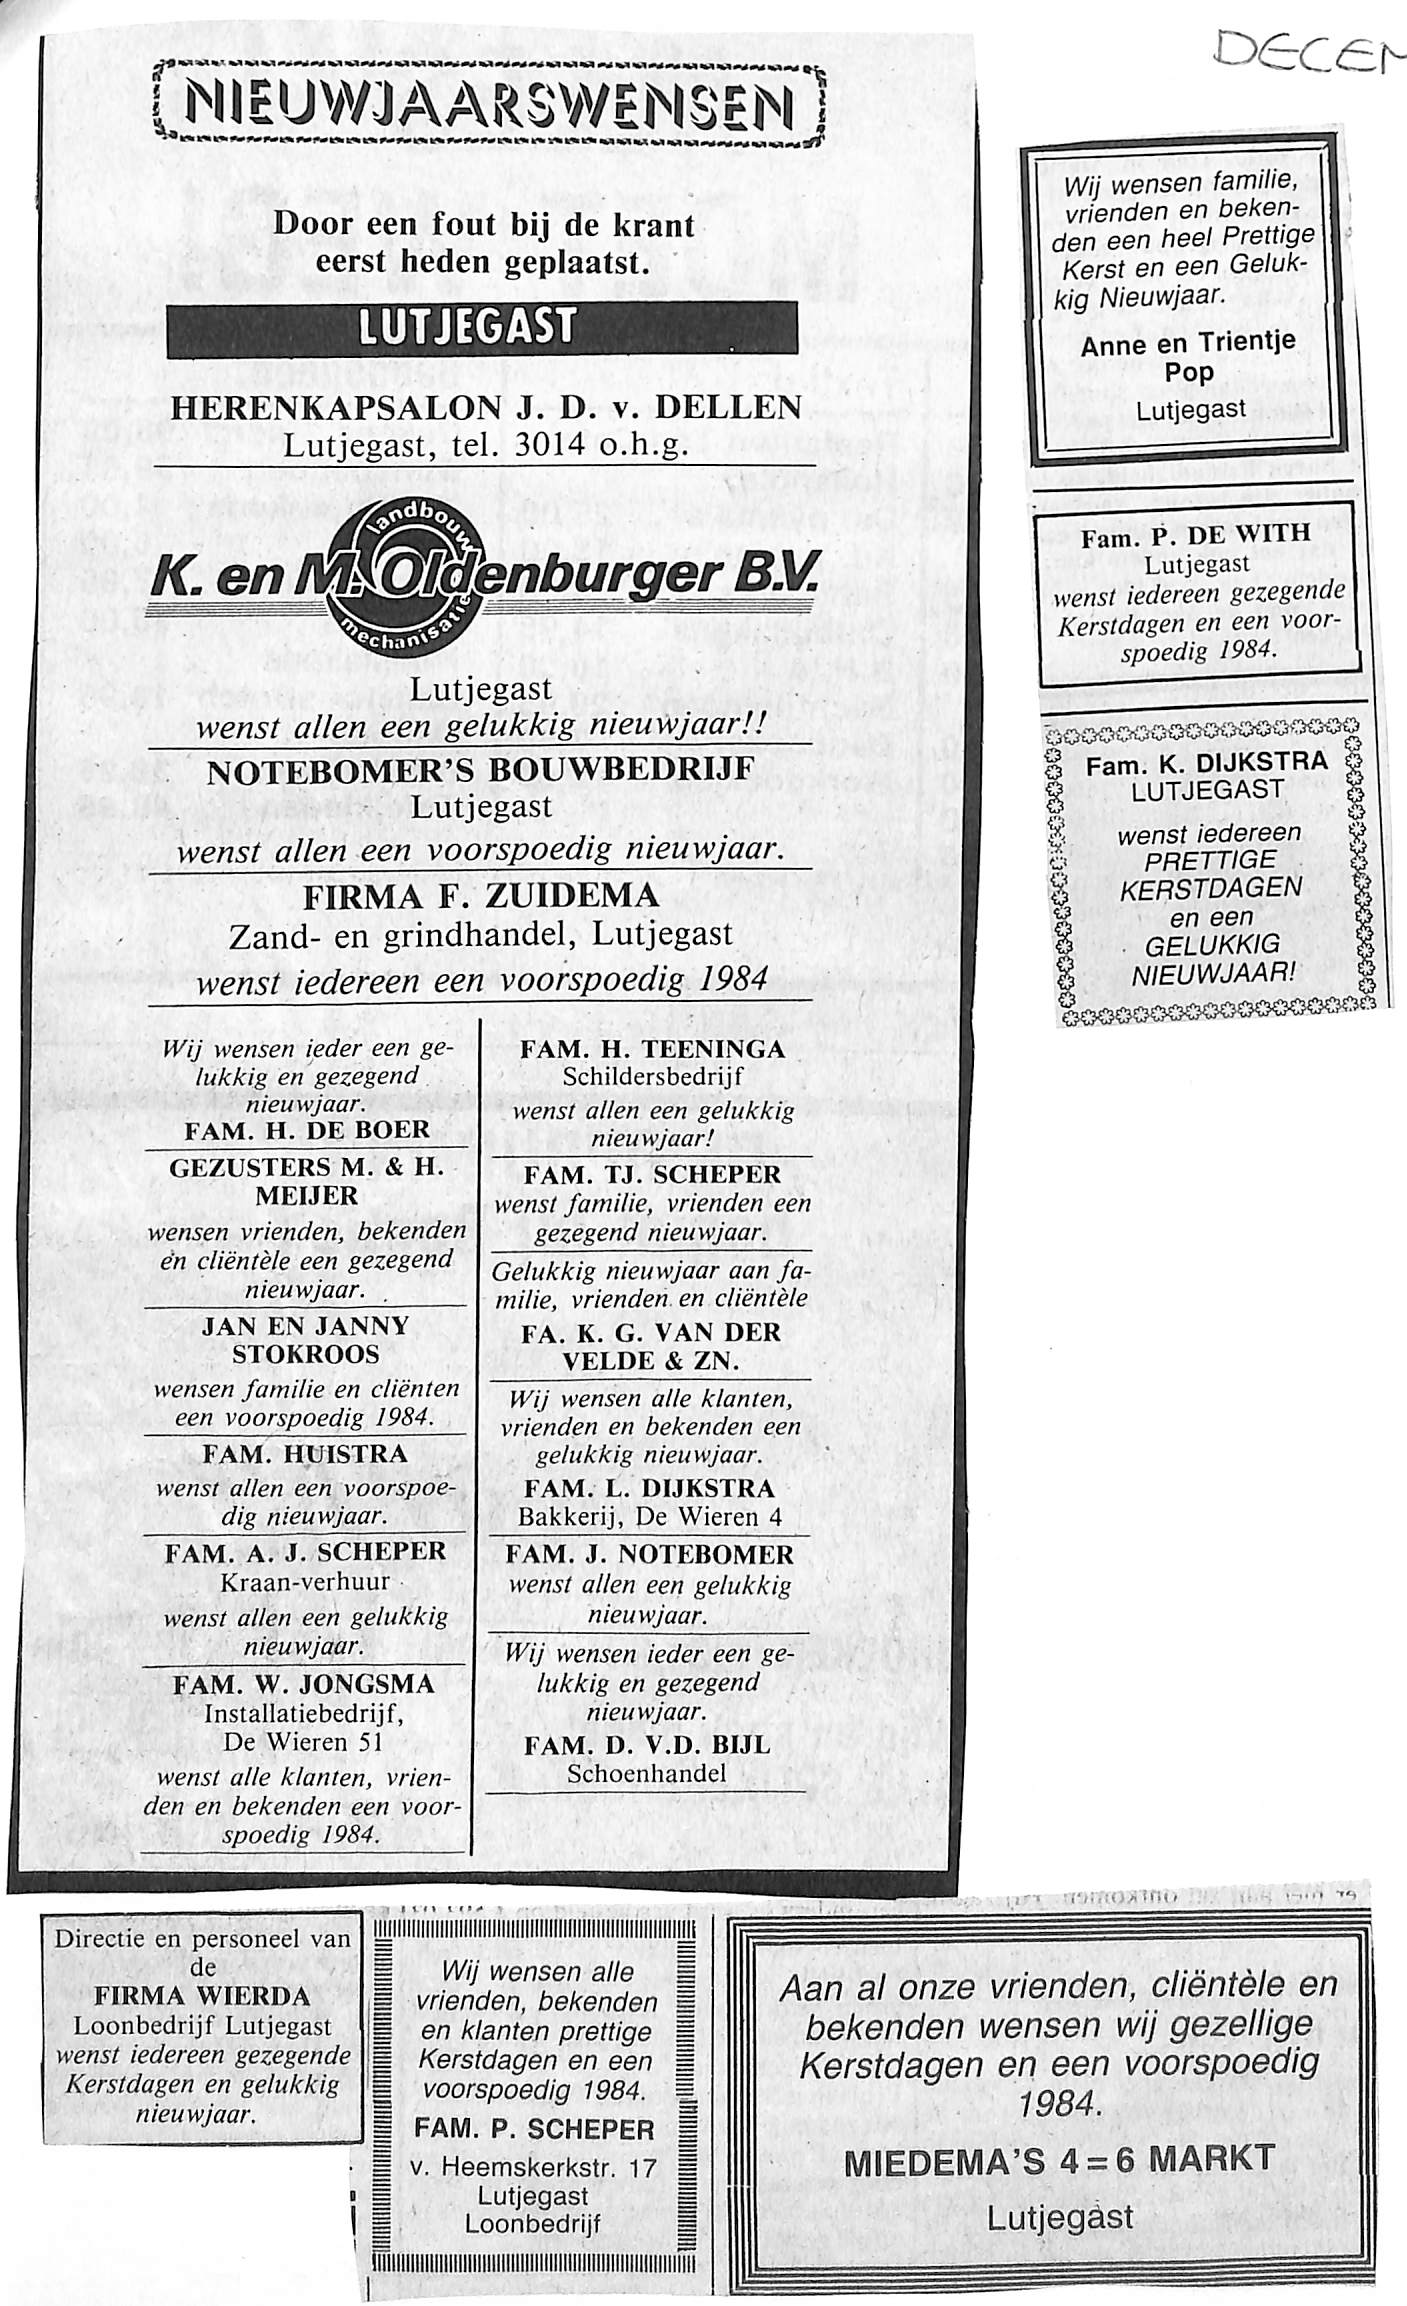 DECEM
NIEUWJAARSWENSEN
Door een fout bij de krant
eerst heden geplaatst.
LUTJEGAST
HERENKAPSALON J. D. v. DELLEN
Lutjegast, tel. 3014 o.h.g.
landbouw
K. en M. Oldenburger B.V.
mechanisatie
Lutjegast
wenst allen een gelukkig nieuwjaar!!
NOTEBOMER'S BOUWBEDRIJF
Lutjegast
wenst allen een voorspoedig nieuwjaar.
FIRMA F. ZUIDEMA
Zand- en grindhandel, Lutjegast
wenst iedereen een voorspoedig 1984
Wij wensen ieder een ge-
lukkig en gezegend
nieuwjaar.
FAM. H. DE BOER
GEZUSTERS M. & H.
MEIJER
wensen vrienden, bekenden
en cliëntèle een gezegend
nieuwjaar.
JAN EN JANNY
STOKROOS
wensen familie en cliënten
een voorspoedig 1984.
FAM. HUISTRA
wenst allen een voorspoe-
dig nieuwjaar.
FAM. A. J. SCHEPER
Kraan-verhuur
wenst allen een gelukkig
nieuwjaar.
FAM. W. JONGSMA
Installatiebedrijf,
De Wieren 51
wenst alle klanten, vrien-
den en bekenden een voor-
spoedig 1984.
FAM. H. TEENINGA
Schildersbedrijf
wenst allen een gelukkig
nieuwjaar!
FAM. TJ. SCHEPER
wenst familie, vrienden een
gezegend nieuwjaar.
Gelukkig nieuwjaar aan fa-
milie, vrienden en cliëntèle
FA. K. G. VAN DER
VELDE & ZN.
Wij wensen alle klanten,
vrienden en bekenden een
gelukkig nieuwjaar.
FAM. L. DIJKSTRA
Bakkerij, De Wieren 4
FAM. J. NOTEBOMER
wenst allen een gelukkig
nieuwjaar.
Wij wensen ieder een ge-
lukkig en gezegend
nieuwjaar.
FAM. D. V.D. BIJL
Schoenhandel
Wij wensen familie,
vrienden en beken-
den een heel Prettige
Kerst en een Geluk-
kig Nieuwjaar.
Anne en Trientje
Pop
Lutjegast
Fam. P. DE WITH
Lutjegast
wenst iedereen gezegende
Kerstdagen en een voor-
spoedig 1984.
Fam. K. DIJKSTRA
LUTJEGAST
wenst iedereen
PRETTIGE
KERSTDAGEN
en een
GELUKKIG
NIEUWJAAR!
Directie en personeel van
de
FIRMA WIERDA
Loonbedrijf Lutjegast
wenst iedereen gezegende
Kerstdagen en gelukkig
nieuwjaar.
Wij wensen alle
vrienden, bekenden
en klanten prettige
Kerstdagen en een
voorspoedig 1984.
FAM. P. SCHEPER
v. Heemskerkstr. 17
Lutjegast
Loonbedrijf
Aan al onze vrienden, cliëntèle en
bekenden wensen wij gezellige
Kerstdagen en een voorspoedig
1984.
MIEDEMA'S 4=6 MARKT
Lutjegast